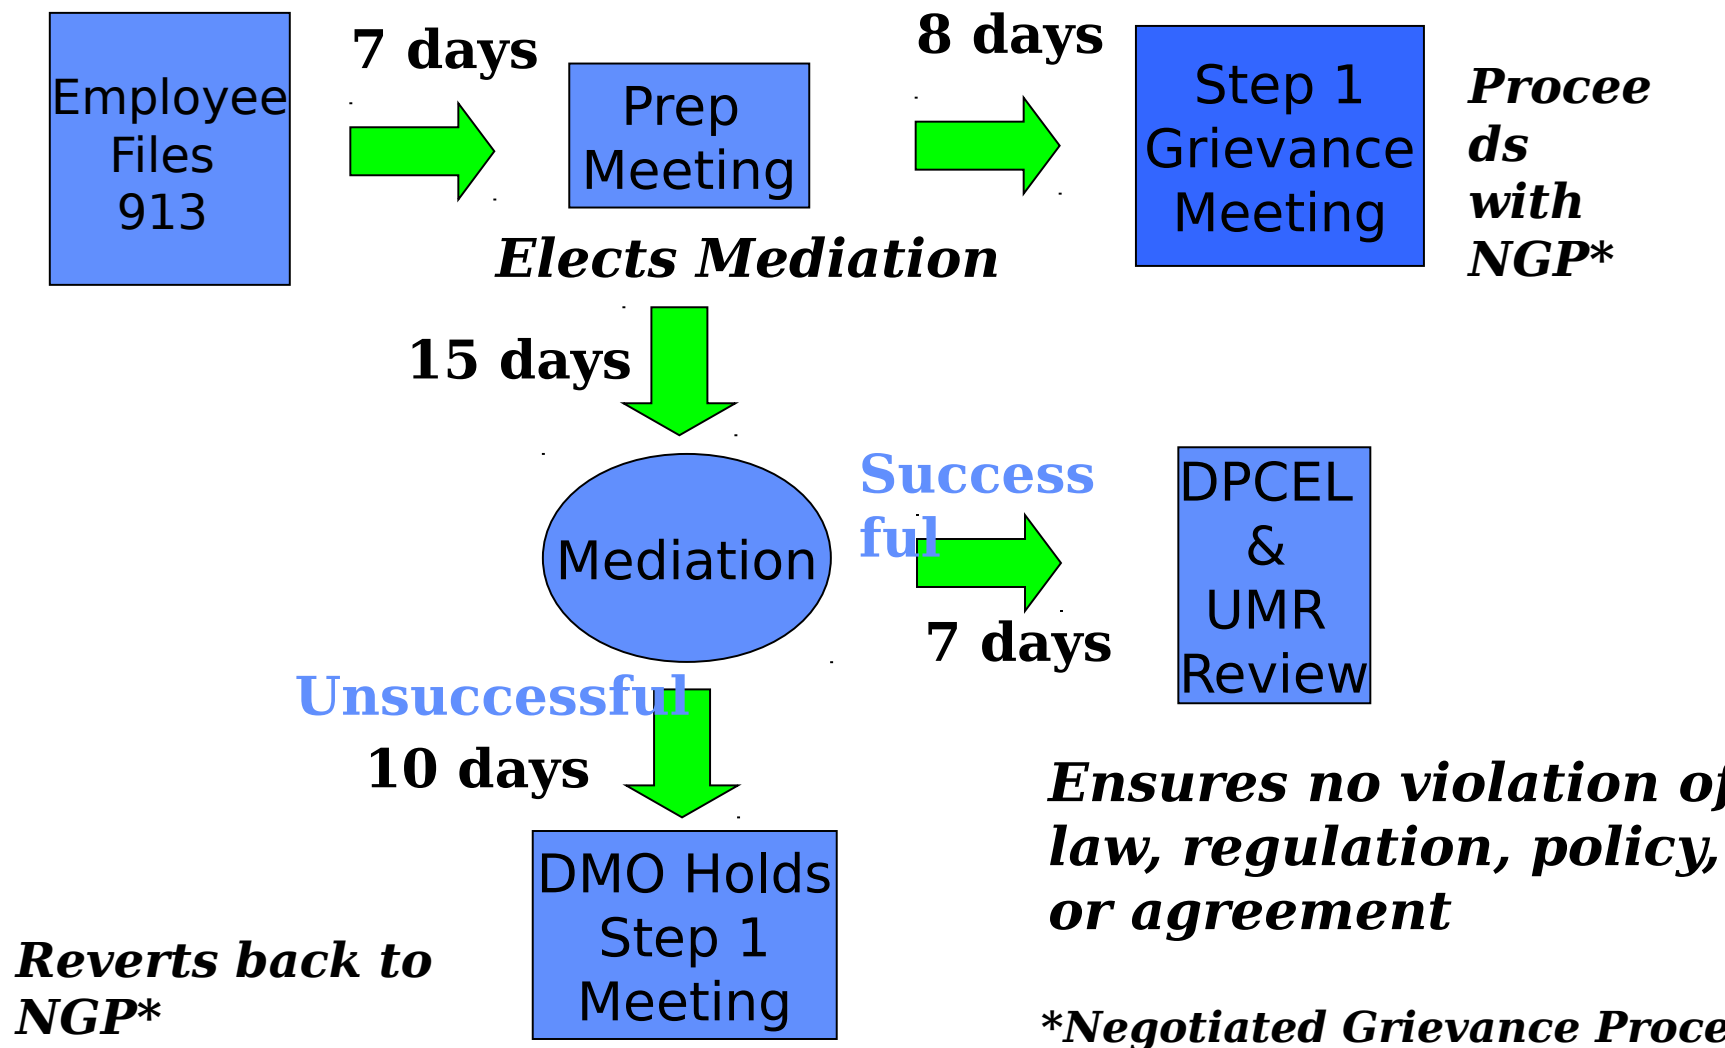 Employee
Files
913
7 days
Prep
Meeting
8 days
Step 1
Grievance
Meeting
Procee
ds
with
NGP*
Elects Mediation
15 days
Mediation
Success
ful
7 days
DPCEL
&
UMR
Review
Unsuccessful
10 days
DMO Holds
Step 1
Meeting
Ensures no violation of
law, regulation, policy,
or agreement
Reverts back to
NGP*
*Negotiated Grievance Proce